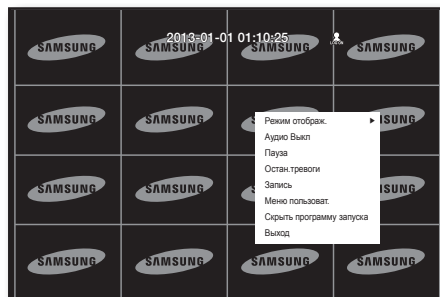 2013-01-01 01:10:25
SAMSUNG SAMSUNG SAMSUNG SAMSUNG
SAMSUNG SAMSUNG
Режим отображ.
Аудио Выкл
Пауза
Остан.тревоги
Запись
Меню пользоват.
Скрыть программу запуска
Выход
SAMSUNG SAMSUNG
SAMSUNG SAMSUNG SAMSUNG SAMSUNG